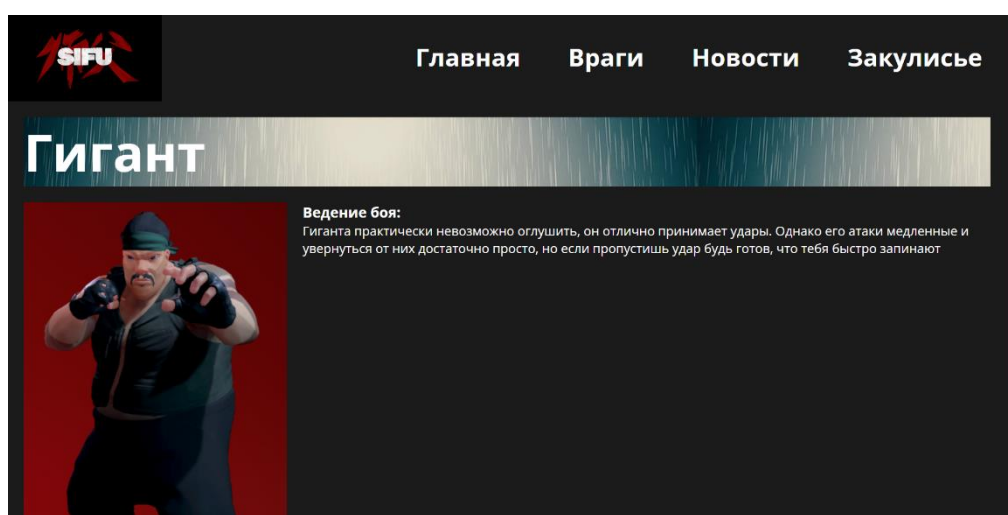 SIFU
Главная Враги Новости Закулисье
Гигант
Ведение боя:
Гиганта практически невозможно оглушить, он отлично принимает удары. Однако его атаки медленные и
увернуться от них достаточно просто, но если пропустишь удар будь готов, что тебя быстро запинают